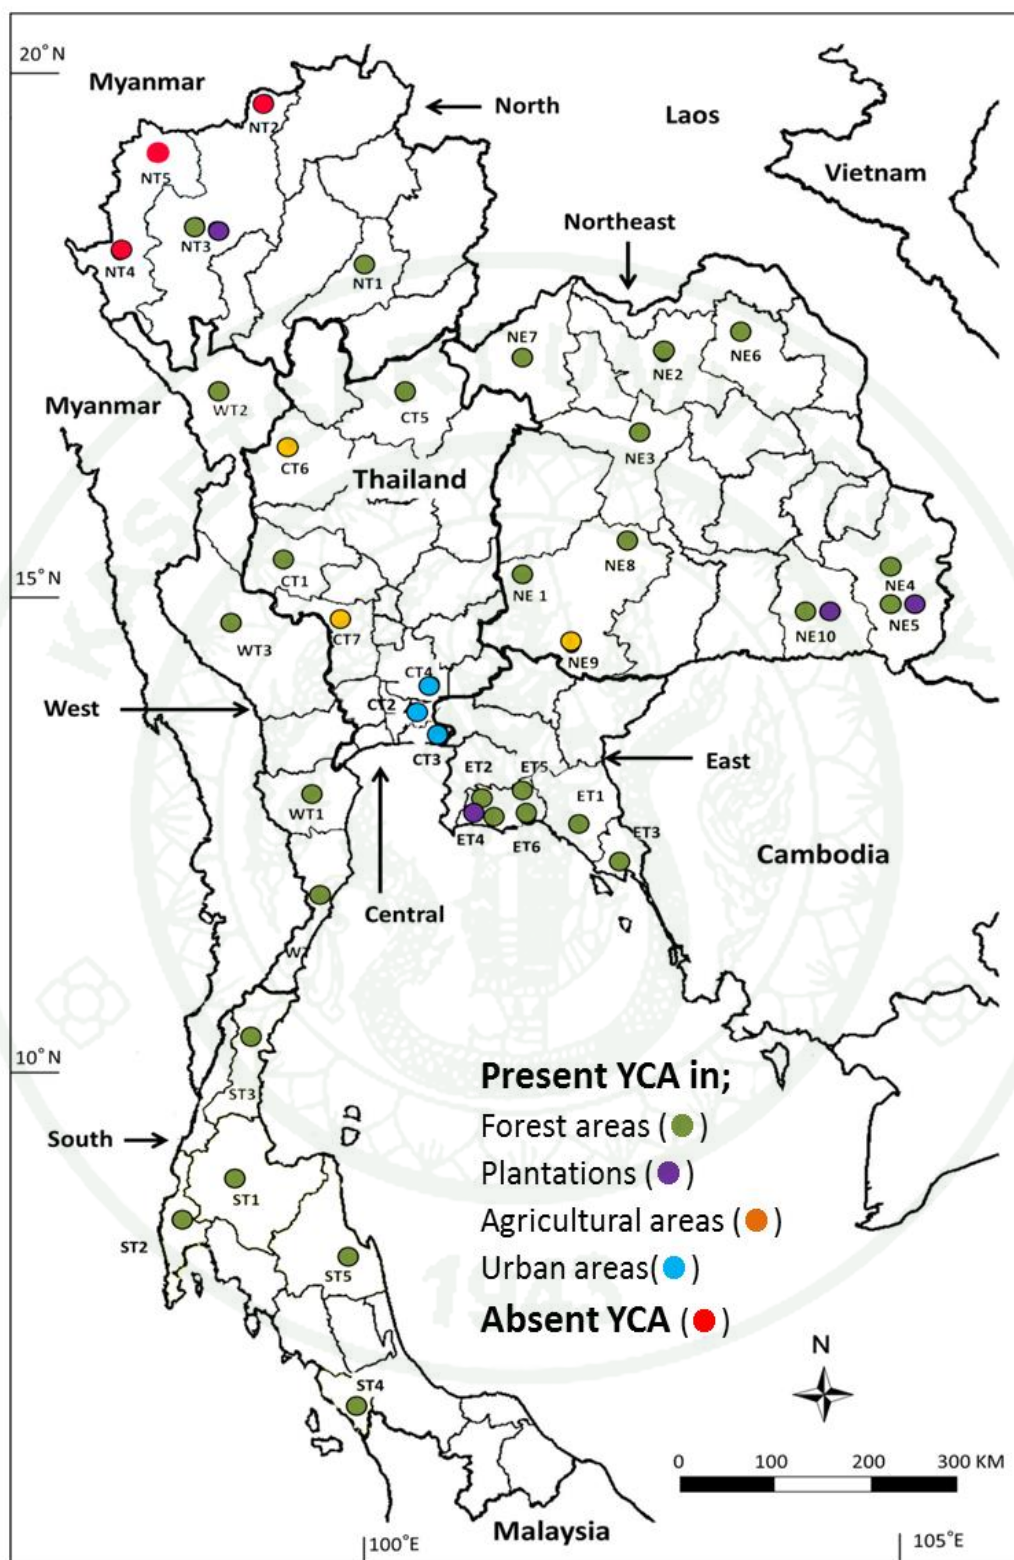 20°N
Myanmar
North
NT2
Laos
NT5
Vietnam
Northeast
NT3
NT4
NT1
NE7
NE2
NE6
Myanmar
WT2
CT5
NE3
CT6
Thailand
NE8
CT1
NE 1
NE4
15°N
NE5
WT3
CT7
NE10
NE9
CT4
West
CT2
CT3
East
ET2
ET5
ET1
WT1
ET4
ET6
ET3
Cambodia
Central
10°N
Present YCA in;
ST3
Forest areas ( )
South
Plantations ( )
ST1
Agricultural areas ( )
ST2
Urban areas( )
ST5
Absent YCA ( )
N
ST4
0 100 200 300 KM
Malaysia
100°E
105°E
KASETSART UNIVERSITY
1943